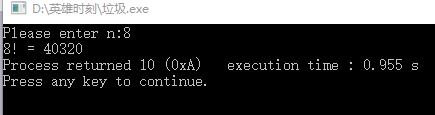 D:\英雄时刻\垃圾.exe
Please enter n:8
8! = 40320
Process returned 10 (0xA)   execution time : 0.955 s
Press any key to continue.